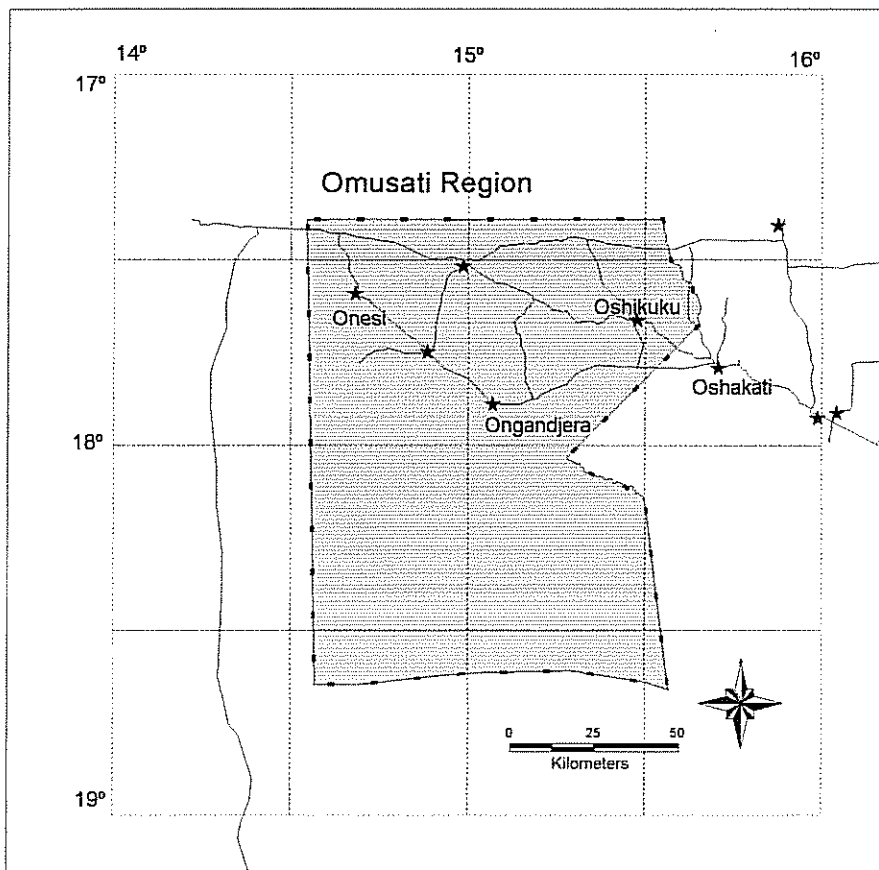 14º 15º 16º
17º
Omusati Region
Onesi
Oshikuku
Oshakati
Ongandjera
18º
0 25 50
Kilometers
19º